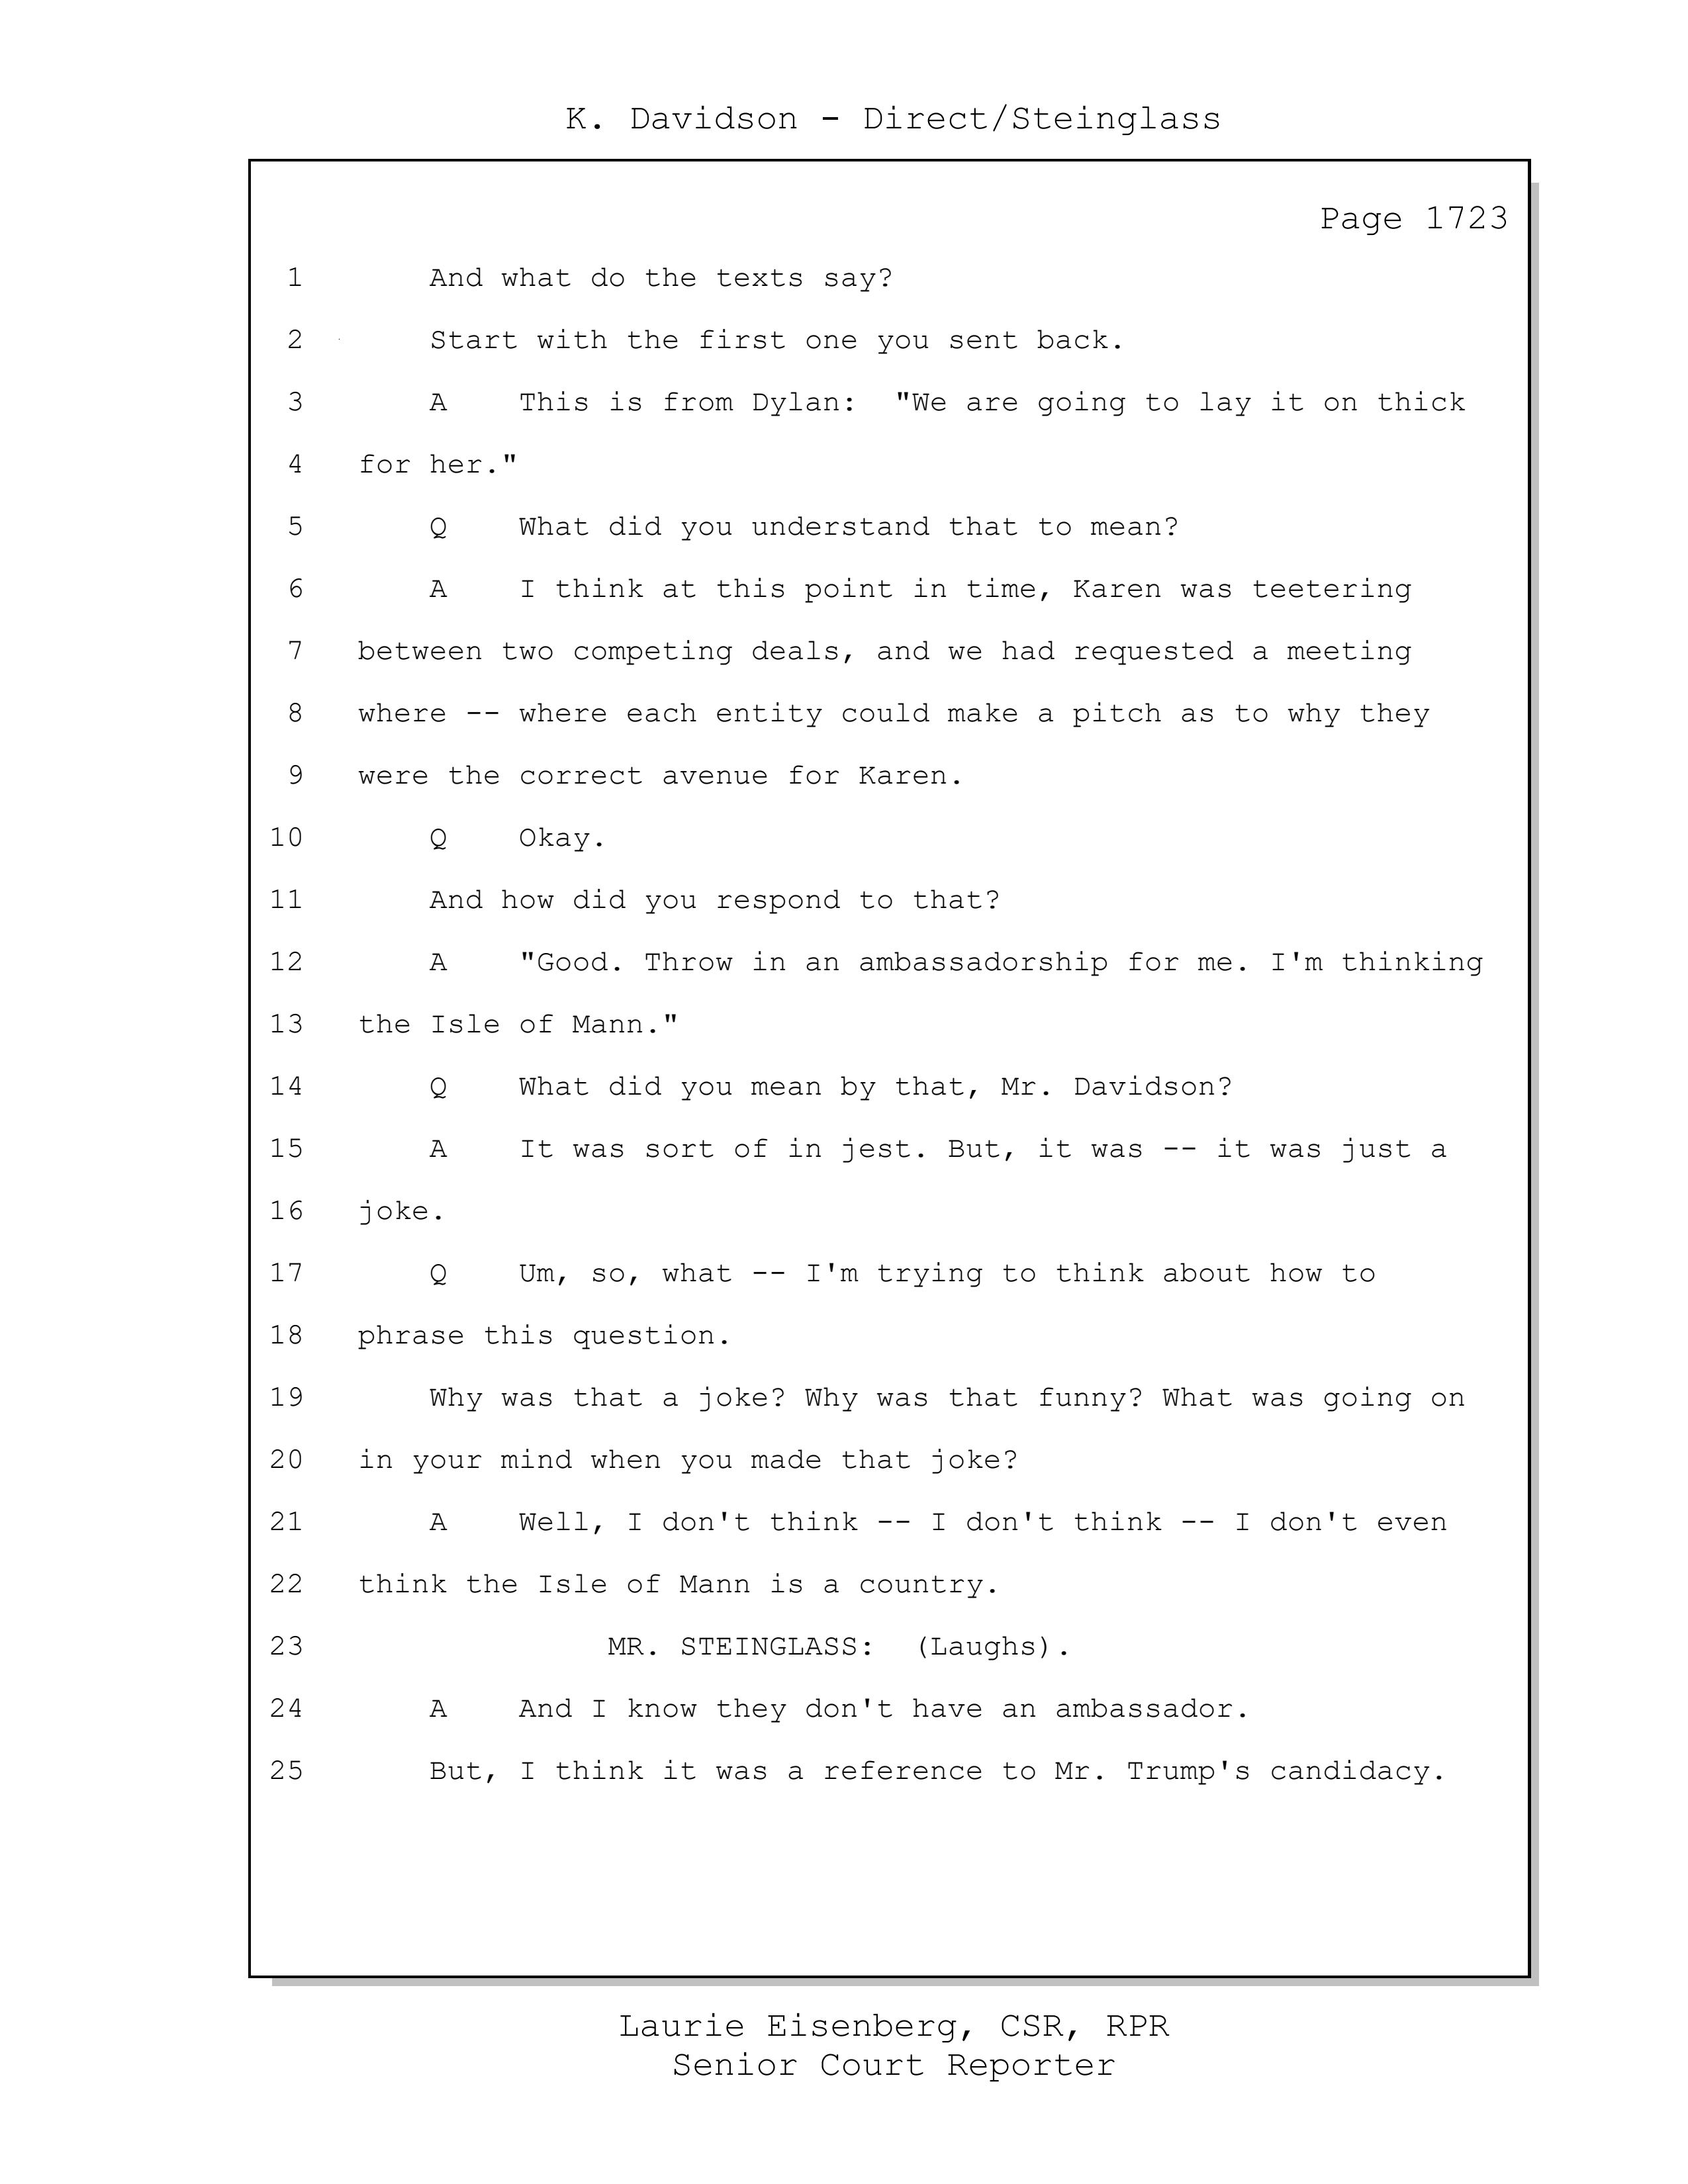 K. Davidson - Direct/Steinglass
Page 1723
1 And what do the texts say?
2 Start with the first one you sent back.
3 A This is from Dylan: "We are going to lay it on thick
4 for her."
5 Q What did you understand that to mean?
6 A I think at this point in time, Karen was teetering
7 between two competing deals, and we had requested a meeting
8 where -- where each entity could make a pitch as to why they
9 were the correct avenue for Karen.
10 Q Okay.
11 And how did you respond to that?
12 A "Good. Throw in an ambassadorship for me. I'm thinking
13 the Isle of Mann."
14 Q What did you mean by that, Mr. Davidson?
15 A It was sort of in jest. But, it was -- it was just a
16 joke.
17 Q Um, so, what -- I'm trying to think about how to
18 phrase this question.
19 Why was that a joke? Why was that funny? What was going on
20 in your mind when you made that joke?
21 A Well, I don't think -- I don't think -- I don't even
22 think the Isle of Mann is a country.
23 MR. STEINGLASS: (Laughs).
24 A And I know they don't have an ambassador.
25 But, I think it was a reference to Mr. Trump's candidacy.
Laurie Eisenberg, CSR, RPR
Senior Court Reporter